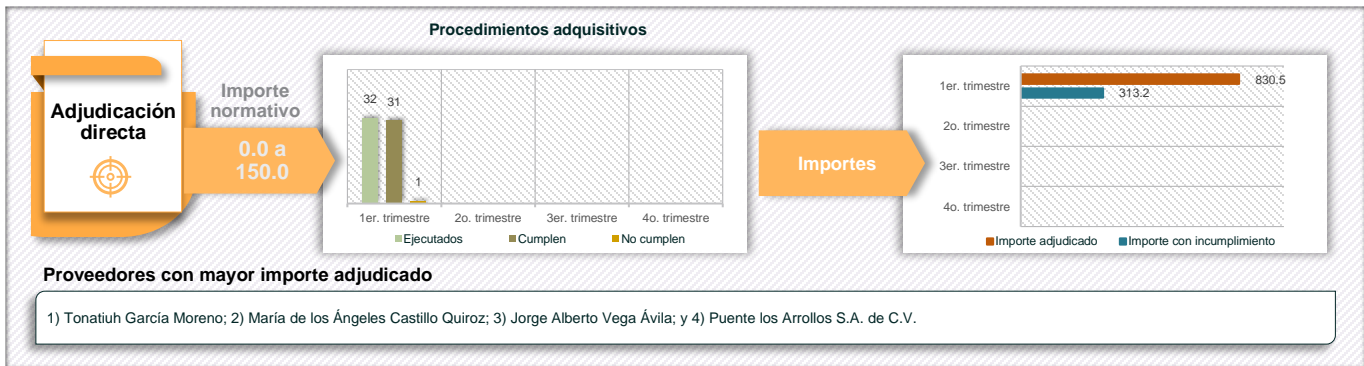 Procedimientos adquisitivos
Adjudicación
directa
Importe
normativo
0.0 a
150.0
32
31
1
1er. trimestre
2o. trimestre
3er. trimestre
4o. trimestre
Ejecutados
Cumplen
No cumplen
Importes
1er. trimestre
830.5
313.2
2o. trimestre
3er. trimestre
4o. trimestre
Importe adjudicado
Importe con incumplimiento
Proveedores con mayor importe adjudicado
1) Tonatiuh García Moreno; 2) María de los Ángeles Castillo Quiroz; 3) Jorge Alberto Vega Ávila; y 4) Puente los Arrollos S.A. de C.V.